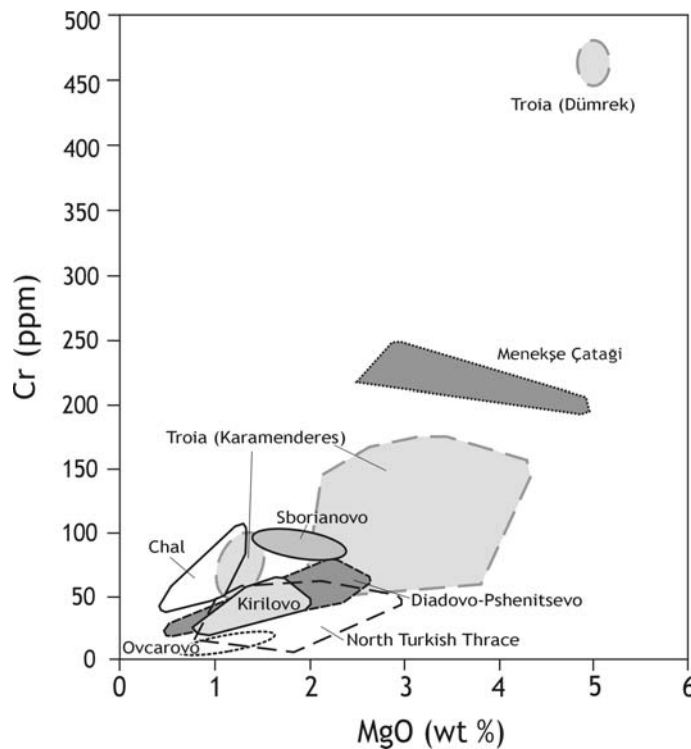 500
450
400
350
300
250
200
150
100
50
0
Cr (ppm)
Troia (Dümrek)
Menekşe Çataği
Troia (Karamenderes)
Sborianovo
Chal
Kirilovo
Diadovo-Pshenitsevo
North Turkish Thrace
Ovcarovo
0 1 2 3 4 5 6
MgO (wt %)